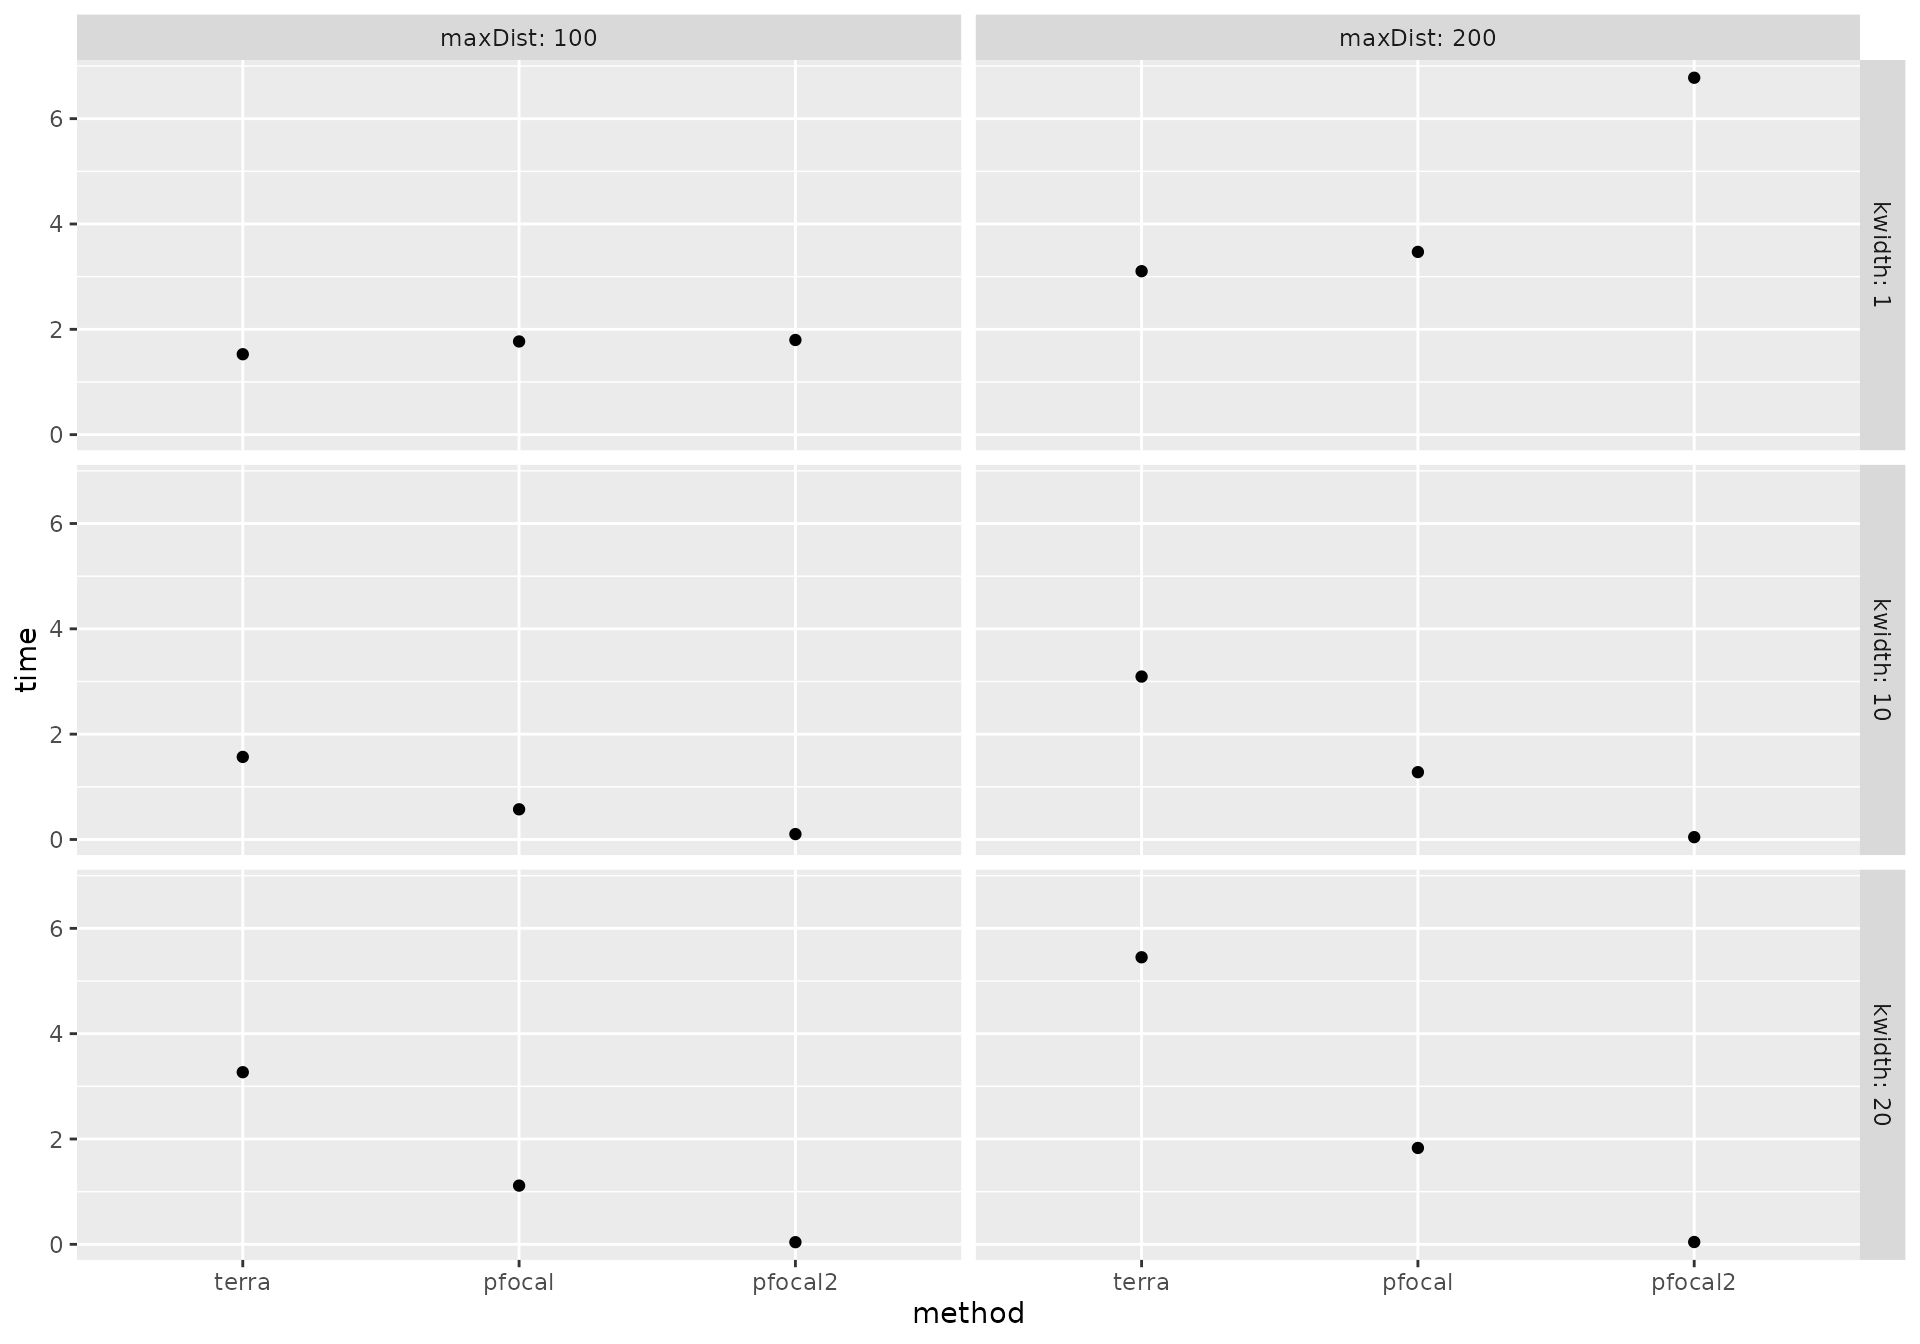 maxDist: 100
maxDist: 200
6
4
2
0
kwidth: 1
time
6
4
2
0
kwidth: 10
6
4
2
0
kwidth: 20
terra
pfocal
pfocal2
terra
pfocal
pfocal2
method